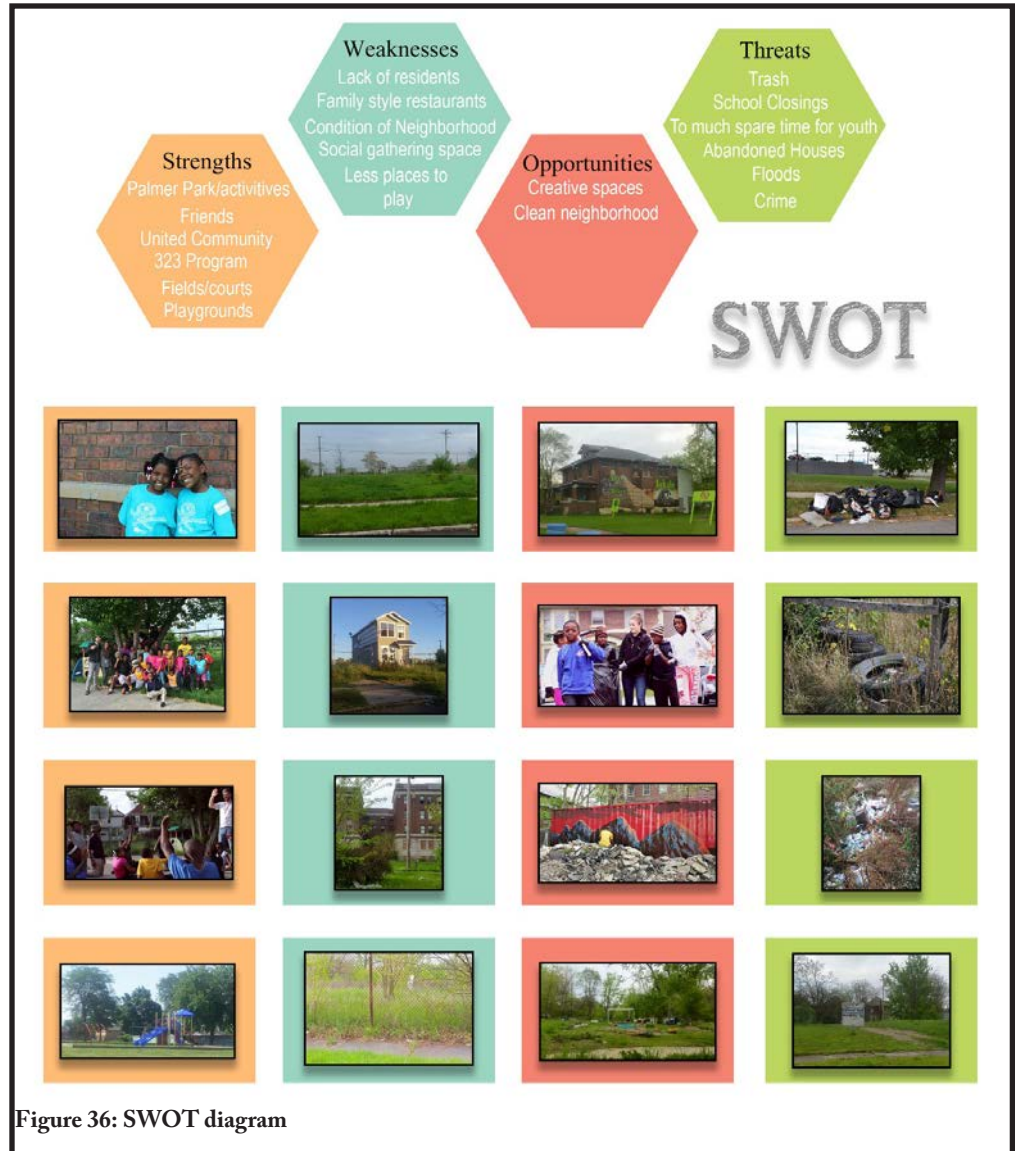 Weaknesses
Lack of residents
Family style restaurants
Condition of Neighborhood
Social gathering space
Less places to
play
Threats
Trash
School Closings
To much spare time for youth
Abandoned Houses
Floods
Crime
Strengths
Palmer Park/activitives
Friends
United Community
323 Program
Fields/courts
Playgrounds
Opportunities
Creative spaces
Clean neighborhood
SWOT
Figure 36: SWOT diagram